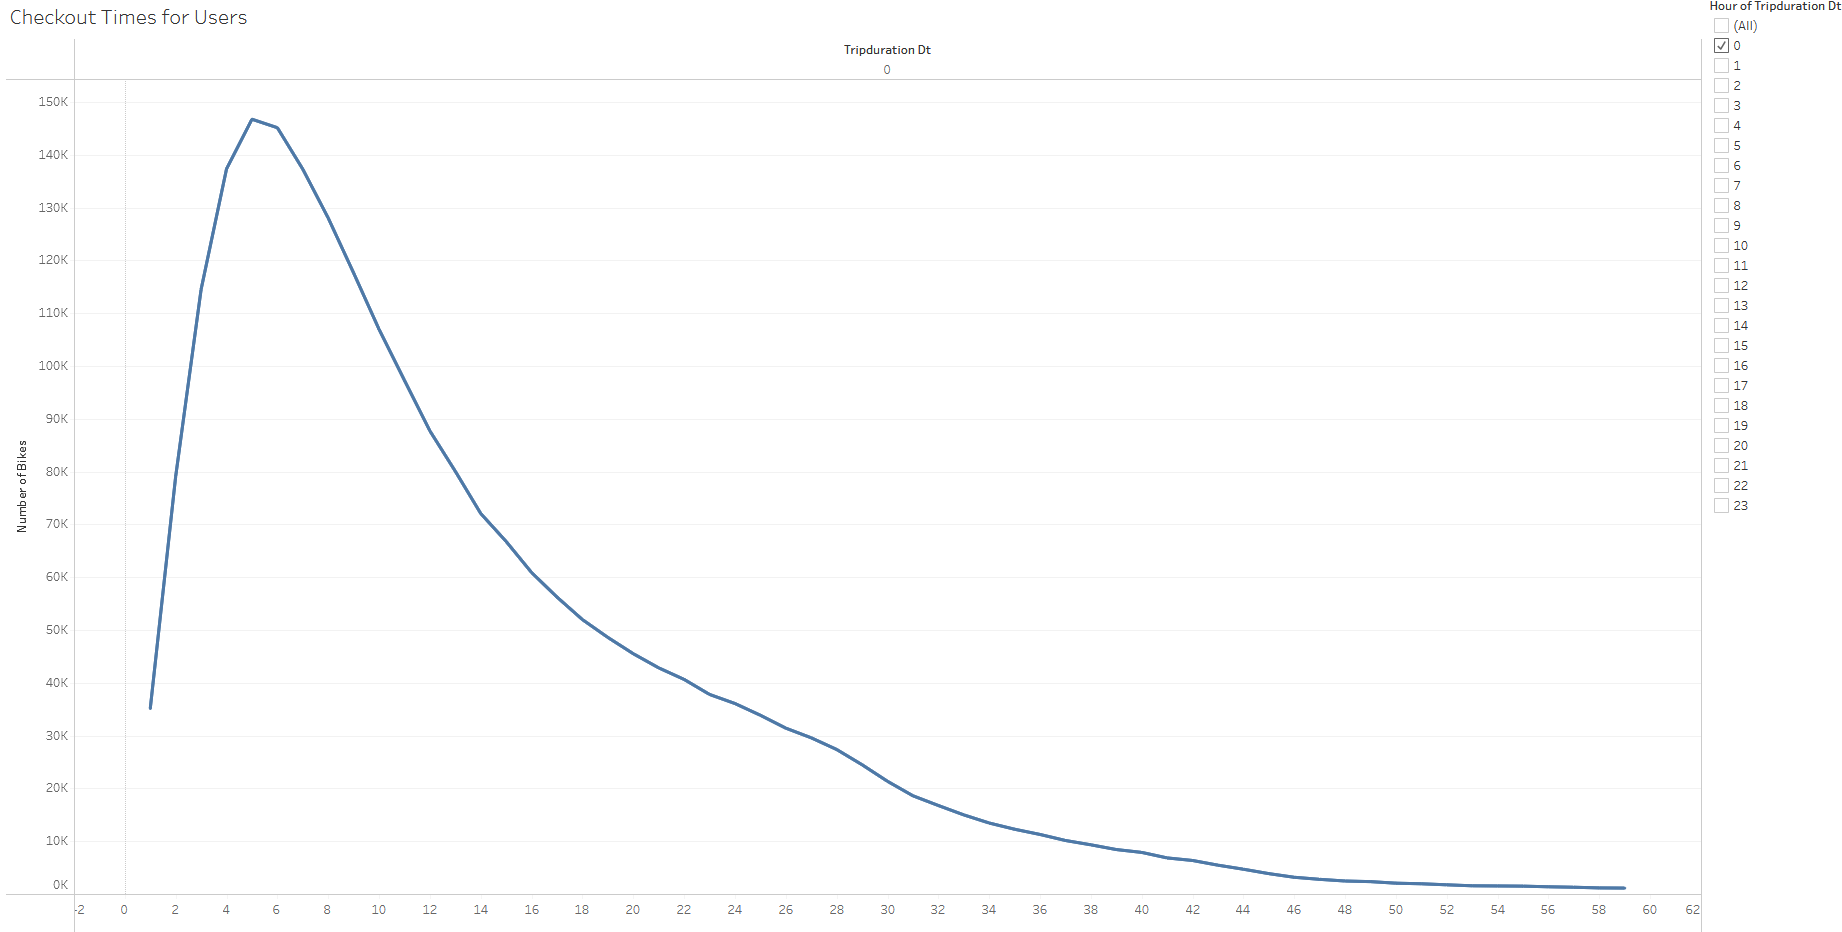 Checkout Times for Users
Tripduration Dt
0
150K
140K
130K
120K
110K
100K
90K
80K
70K
60K
50K
40K
30K
20K
10K
0K
Number of Bikes
-2 0 2 4 6 8 10 12 14 16 18 20 22 24 26 28 30 32 34 36 38 40 42 44 46 48 50 52 54 56 58 60 62
Hour of Tripduration Dt
(All)
0
1
2
3
4
5
6
7
8
9
10
11
12
13
14
15
16
17
18
19
20
21
22
23